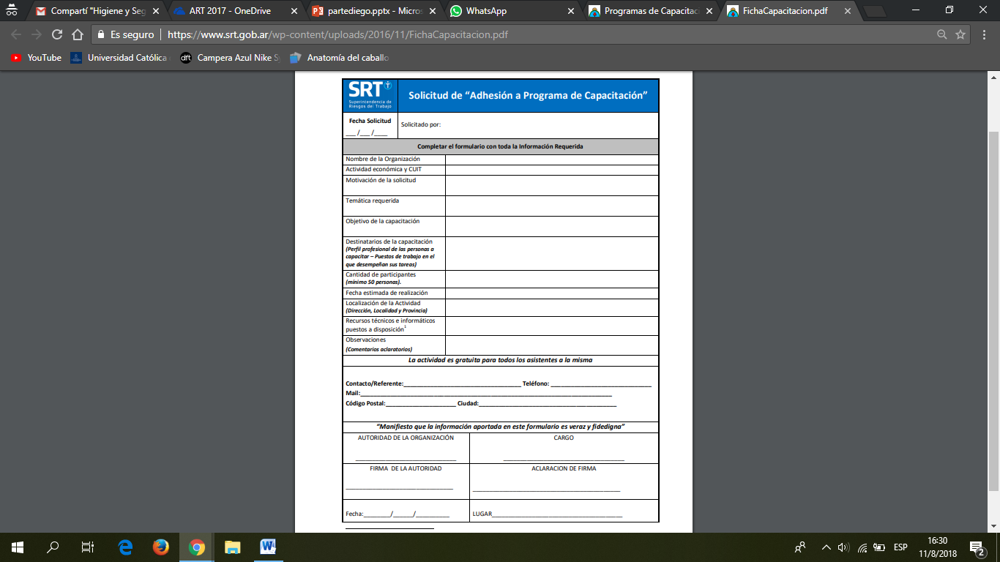 Compartí "Higiene y Seg
ART 2017 - OneDrive
partediego.pptx - Micros
WhatsApp
Programas de Capacitac
FichaCapacitacion.pdf
Es seguro
https://www.srt.gob.ar/wp-content/uploads/2016/11/FichaCapacitacion.pdf
YouTube
Universidad Católica
dft
Campera Azul Nike S
Anatomía del caballo
SRT
Superintendencia de
Riesgos del Trabajo
Solicitud de “Adhesión a Programa de Capacitación”
Fecha Solicitud
___ /___ /____
Solicitado por:
Completar el formulario con toda la Información Requerida
Nombre de la Organización
Actividad económica y CUIT
Motivación de la solicitud
Temática requerida
Objetivo de la capacitación
Destinatarios de la capacitación
(Perfil profesional de las personas a
capacitar – Puestos de trabajo en el
que desempeñan sus tareas)
Cantidad de participantes
(mínimo 50 personas).
Fecha estimada de realización
Localización de la Actividad
(Dirección, Localidad y Provincia)
Recursos técnicos e informáticos
puestos a disposición¹
Observaciones
(Comentarios aclaratorios)
La actividad es gratuita para todos los asistentes a la misma
Contacto/Referente:______________ Teléfono: ______________
Mail:______________
Código Postal:______________ Ciudad:______________
“Manifiesto que la información aportada en este formulario es veraz y fidedigna”
AUTORIDAD DE LA ORGANIZACIÓN
CARGO
FIRMA DE LA AUTORIDAD
ACLARACION DE FIRMA
Fecha:_______/______/_________
LUGAR______________
W
ESP
16:30
11/8/2018
2